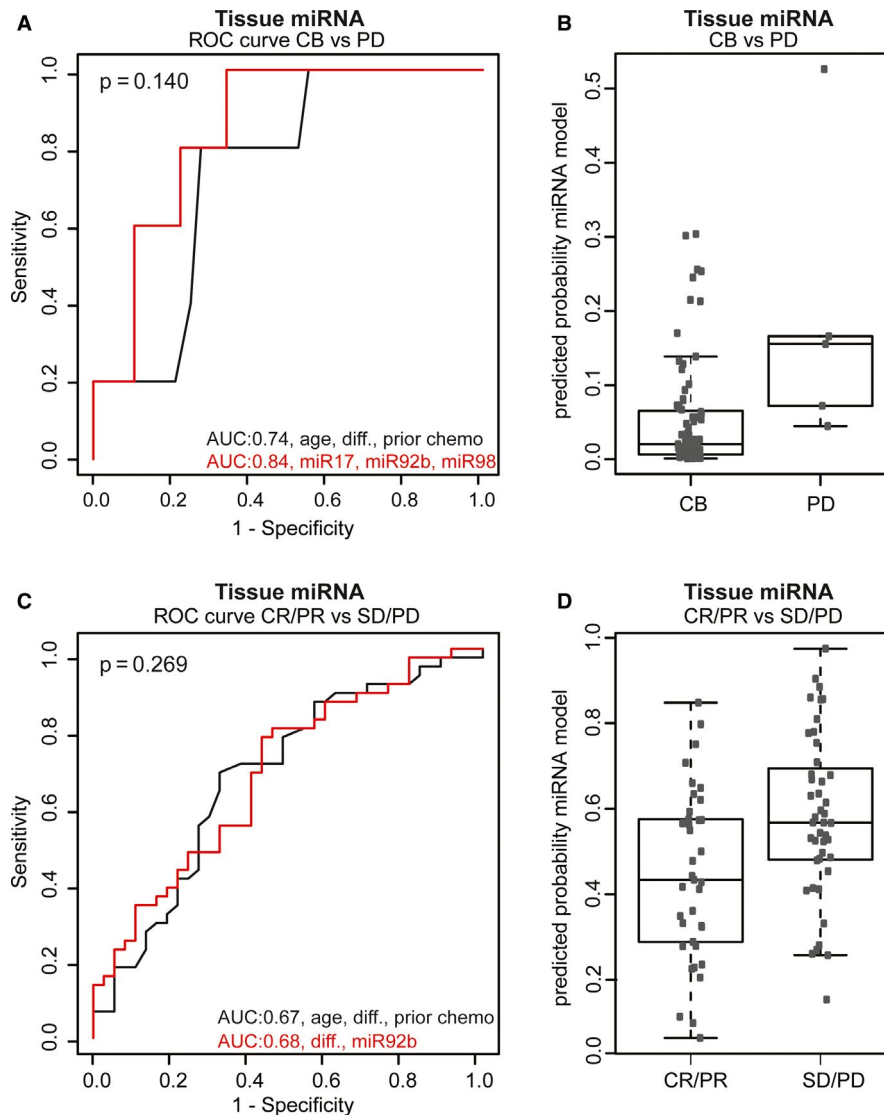 A
Tissue miRNA
ROC curve CB vs PD
p = 0.140
1.0
0.8
0.6
0.4
0.2
0.0
Sensitivity
AUC:0.74, age, diff., prior chemo
AUC:0.84, miR17, miR92b, miR98
0.0 0.2 0.4 0.6 0.8 1.0
1 - Specificity
B
Tissue miRNA
CB vs PD
0.5
0.4
0.3
0.2
0.1
0.0
predicted probability miRNA model
CB PD
C
Tissue miRNA
ROC curve CR/PR vs SD/PD
p = 0.269
1.0
0.8
0.6
0.4
0.2
0.0
Sensitivity
AUC:0.67, age, diff., prior chemo
AUC:0.68, diff., miR92b
0.0 0.2 0.4 0.6 0.8 1.0
1 - Specificity
D
Tissue miRNA
CR/PR vs SD/PD
1.0
0.8
0.6
0.4
0.2
0.0
predicted probability miRNA model
CR/PR SD/PD